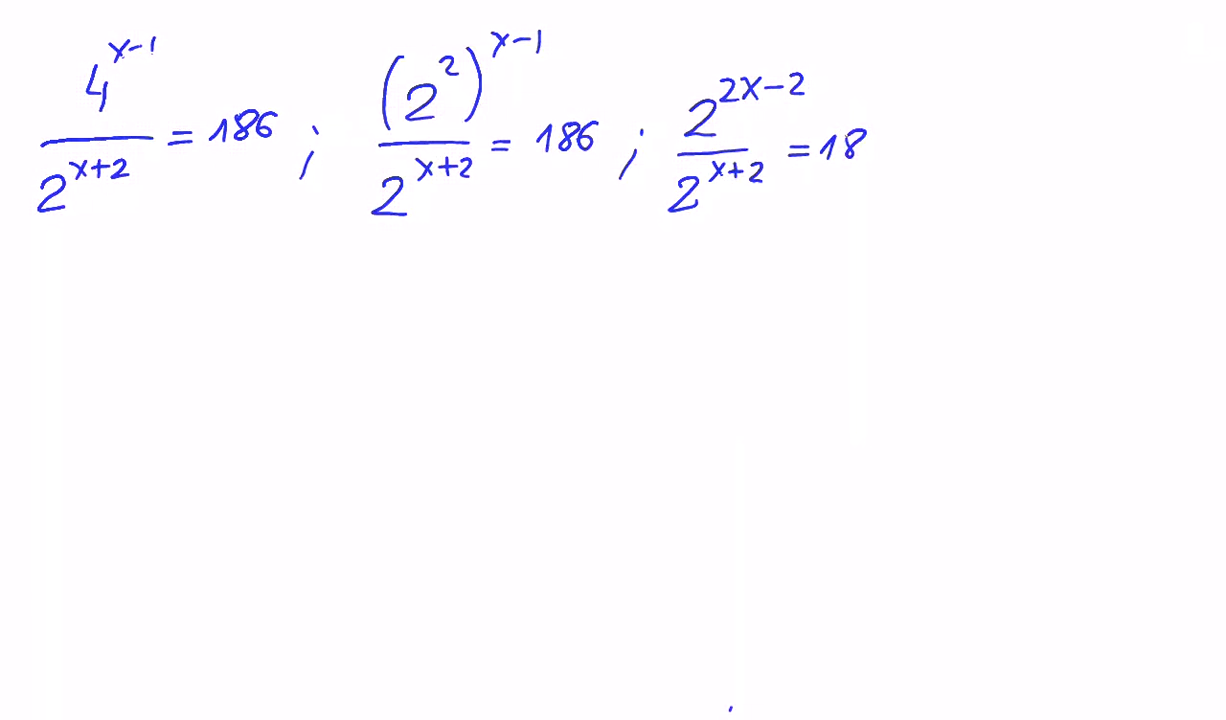 4^(x-1) / 2^(x+2) = 186 ; (2^2)^(x-1) / 2^(x+2) = 186 ; 2^(2x-2) / 2^(x+2) = 18